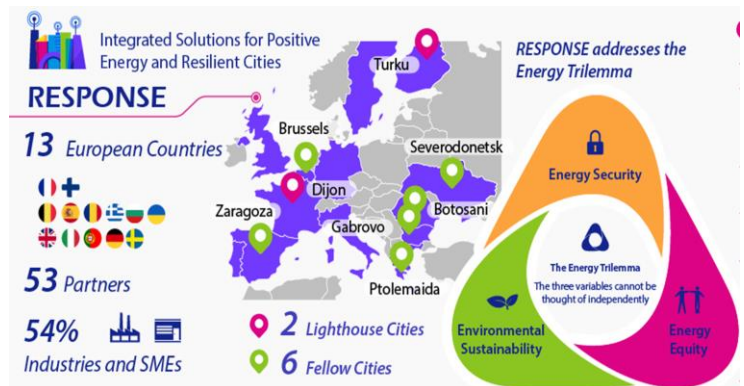 Integrated Solutions for Positive
Energy and Resilient Cities
RESPONSE
13 European Countries
53 Partners
54%
Industries and SMEs
Turku
Brussels
Severodonetsk
Dijon
Zaragoza
Botosani
Gabrovo
Ptolemaida
2 Lighthouse Cities
6 Fellow Cities
RESPONSE addresses the
Energy Trilemma
Energy Security
The Energy Trilemma
The three variables cannot be
thought of independently
Environmental
Sustainability
Energy
Equity